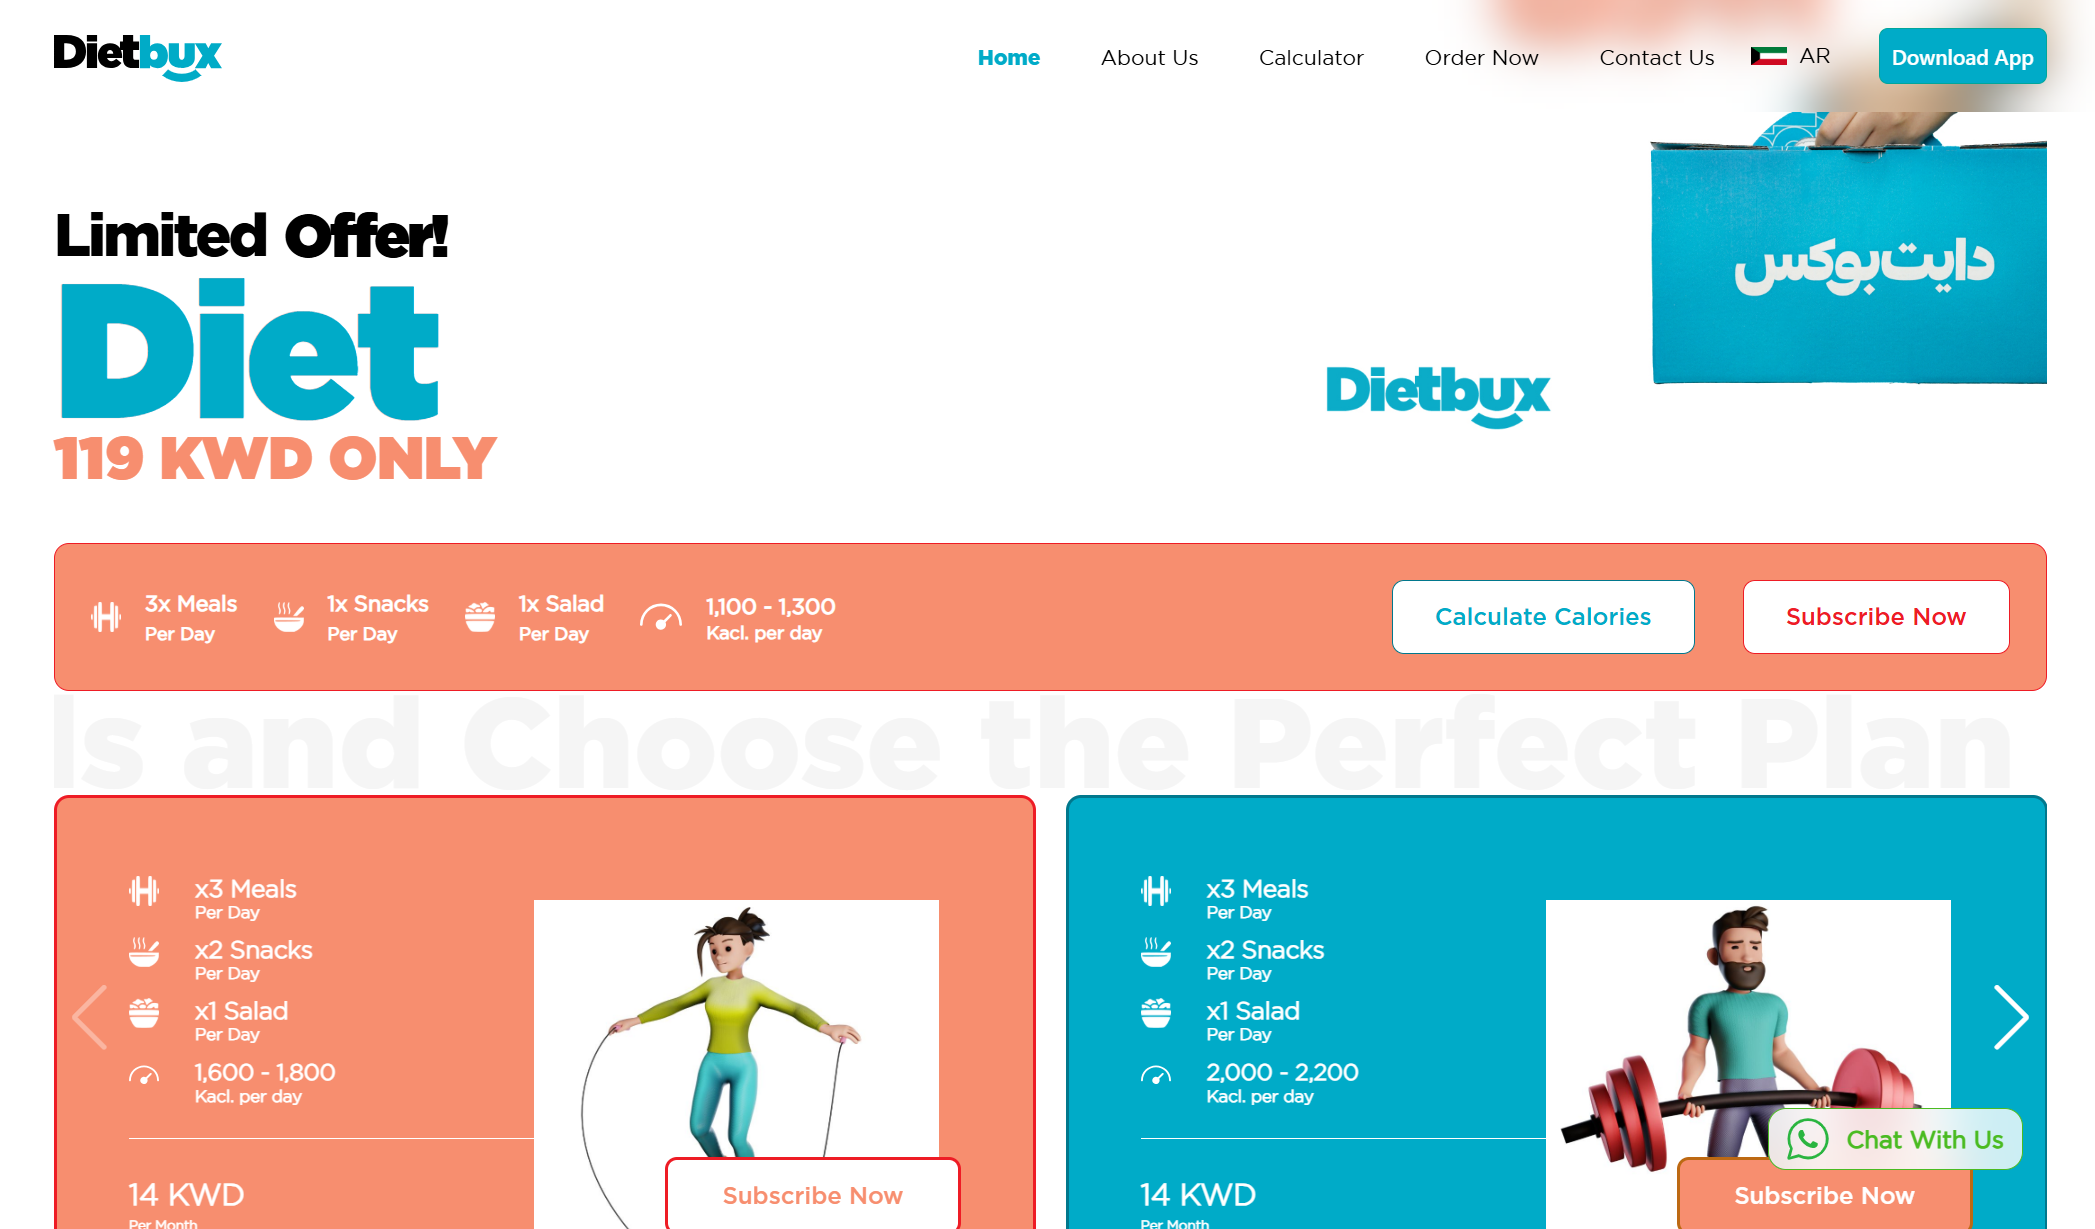 Dietbux
Home
About Us
Calculator
Order Now
Contact Us
AR
Download App
دايت بوكس
Limited Offer!
Diet
119 KWD ONLY
Dietbux
3x Meals
Per Day
1x Snacks
Per Day
1x Salad
Per Day
1,100 - 1,300
Kacl. per day
Calculate Calories
Subscribe Now
ls and Choose the Perfect Plan
x3 Meals
Per Day
x2 Snacks
Per Day
x1 Salad
Per Day
1,600 - 1,800
Kacl. per day
14 KWD
Per Month
Subscribe Now
x3 Meals
Per Day
x2 Snacks
Per Day
x1 Salad
Per Day
2,000 - 2,200
Kacl. per day
14 KWD
Per Month
Chat With Us
Subscribe Now